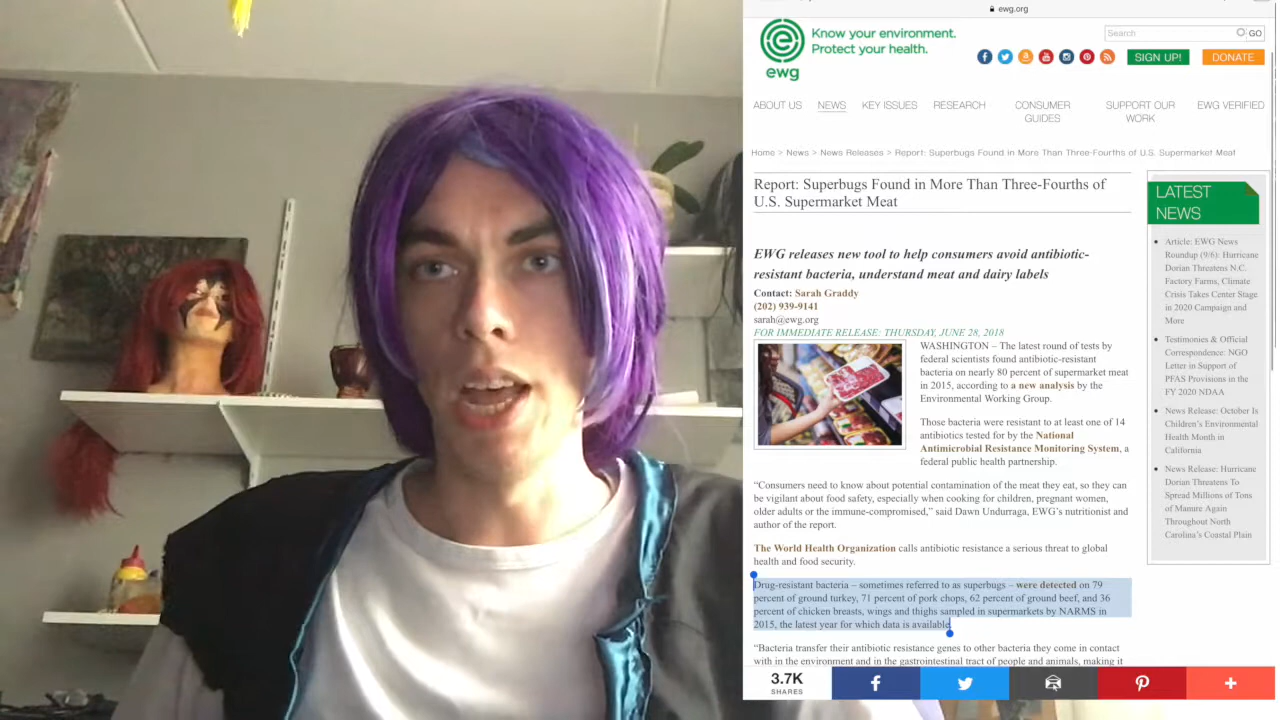 ewg.org
Know your environment.
Protect your health.
ewg
Search
GO
SIGN UP!
DONATE
ABOUT US
NEWS
KEY ISSUES
RESEARCH
CONSUMER
GUIDES
SUPPORT OUR
WORK
EWG VERIFIED
Home > News > News Releases > Report: Superbugs Found in More Than Three-Fourths of U.S. Supermarket Meat
Report: Superbugs Found in More Than Three-Fourths of
U.S. Supermarket Meat
EWG releases new tool to help consumers avoid antibiotic-
resistant bacteria, understand meat and dairy labels
Contact: Sarah Graddy
(202) 939-9141
sarah@ewg.org
FOR IMMEDIATE RELEASE: THURSDAY, JUNE 28, 2018
WASHINGTON – The latest round of tests by
federal scientists found antibiotic-resistant
bacteria on nearly 80 percent of supermarket meat
in 2015, according to a new analysis by the
Environmental Working Group.
Those bacteria were resistant to at least one of 14
antibiotics tested for by the National
Antimicrobial Resistance Monitoring System, a
federal public health partnership.
“Consumers need to know about potential contamination of the meat they eat, so they can
be vigilant about food safety, especially when cooking for children, pregnant women,
older adults or the immune-compromised,” said Dawn Undurraga, EWG’s nutritionist and
author of the report.
The World Health Organization calls antibiotic resistance a serious threat to global
health and food security.
Drug-resistant bacteria – sometimes referred to as superbugs – were detected on 79
percent of ground turkey, 71 percent of pork chops, 62 percent of ground beef, and 36
percent of chicken breasts, wings and thighs sampled in supermarkets by NARMS in
2015, the latest year for which data is available.
“Bacteria transfer their antibiotic resistance genes to other bacteria they come in contact
with in the environment and in the gastrointestinal tract of people and animals, making it
LATEST
NEWS
Article: EWG News
Roundup (9/6): Hurricane
Dorian Threatens N.C.
Factory Farms, Climate
Crisis Takes Center Stage
in 2020 Campaign and
More
Testimonies & Official
Correspondence: NGO
Letter in Support of
PFAS Provisions in the
FY 2020 NDAA
News Release: October Is
Children’s Environmental
Health Month in
California
News Release: Hurricane
Dorian Threatens To
Spread Millions of Tons
of Manure Again
Throughout North
Carolina’s Coastal Plain
3.7K
SHARES